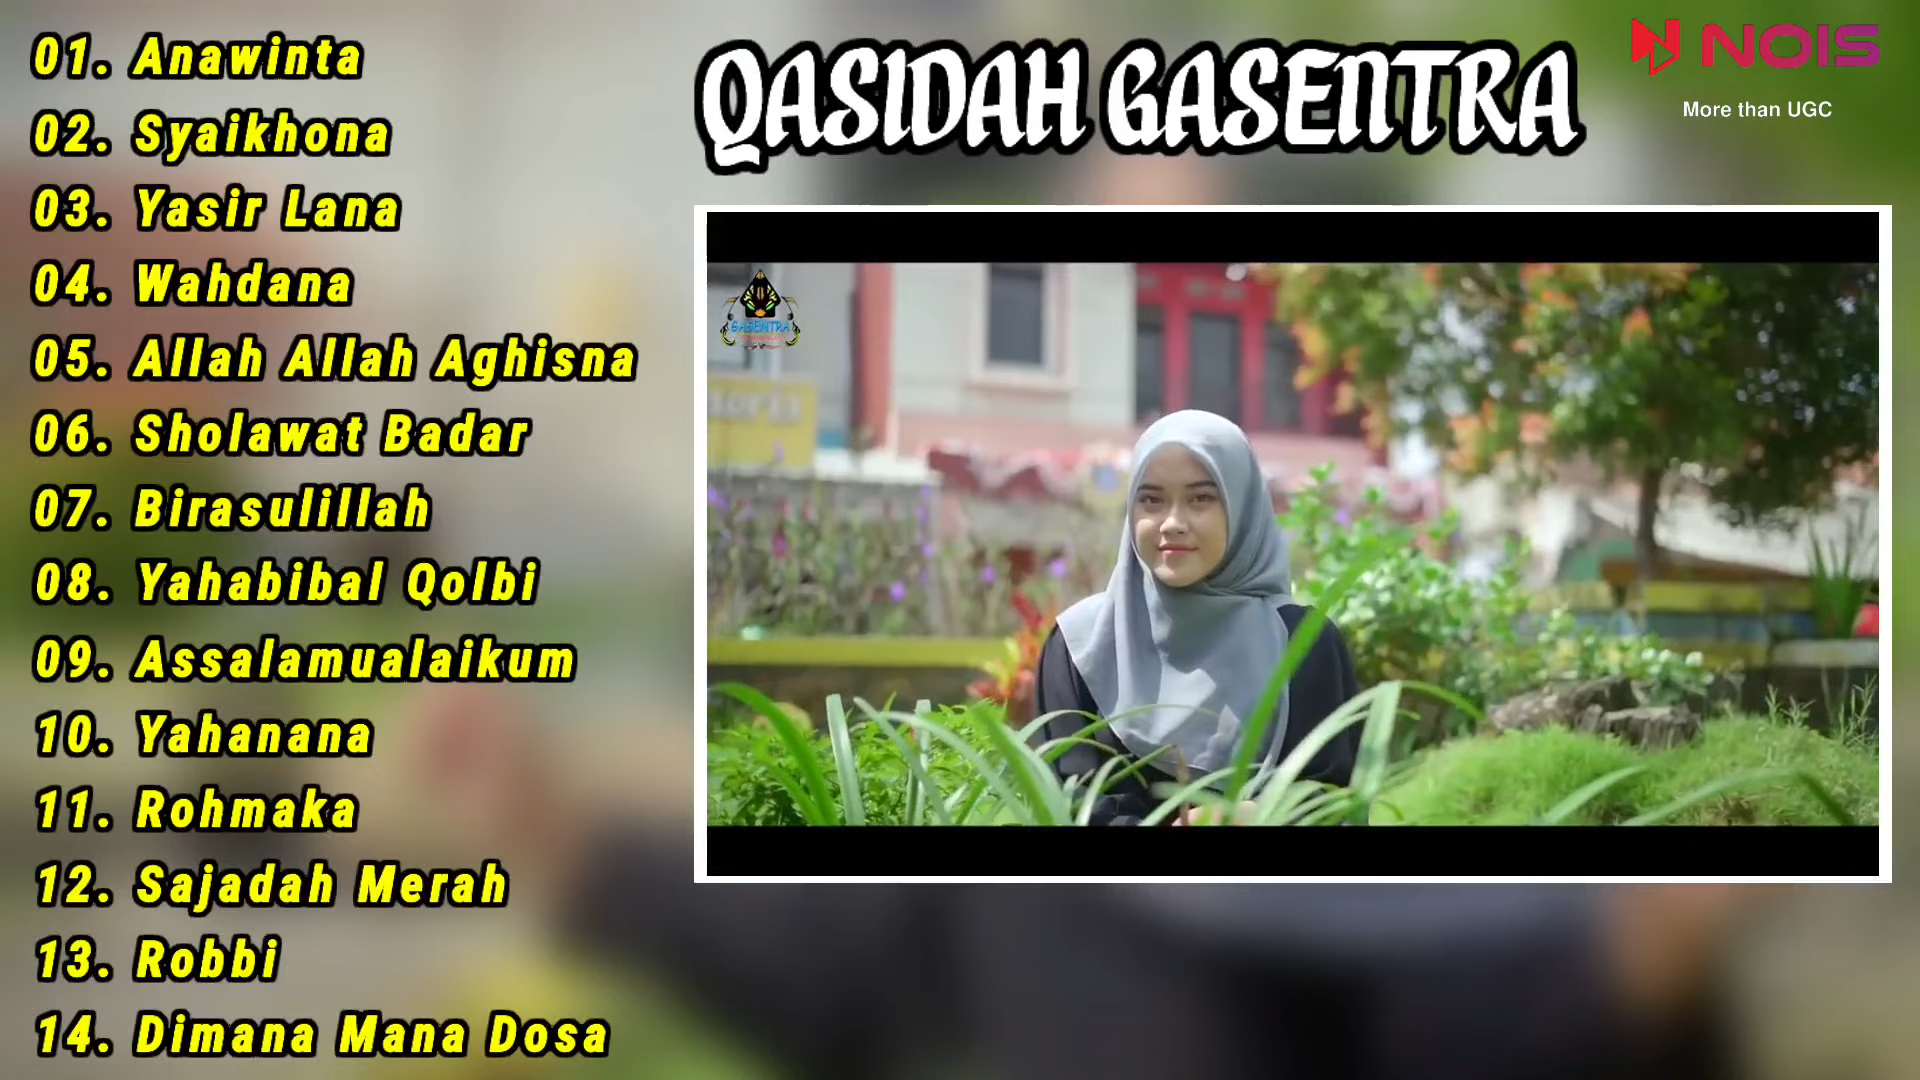 01. Anawinta
02. Syaikhona
03. Yasir Lana
04. Wahdana
05. Allah Allah Aghisna
06. Sholawat Badar
07. Birasulillah
08. Yahabibal Qolbi
09. Assalamualaikum
10. Yahanana
11. Rohmaka
12. Sajadah Merah
13. Robbi
14. Dimana Mana Dosa
QASIDAH GASENTRA
NOIS
More than UGC
GASENTRA